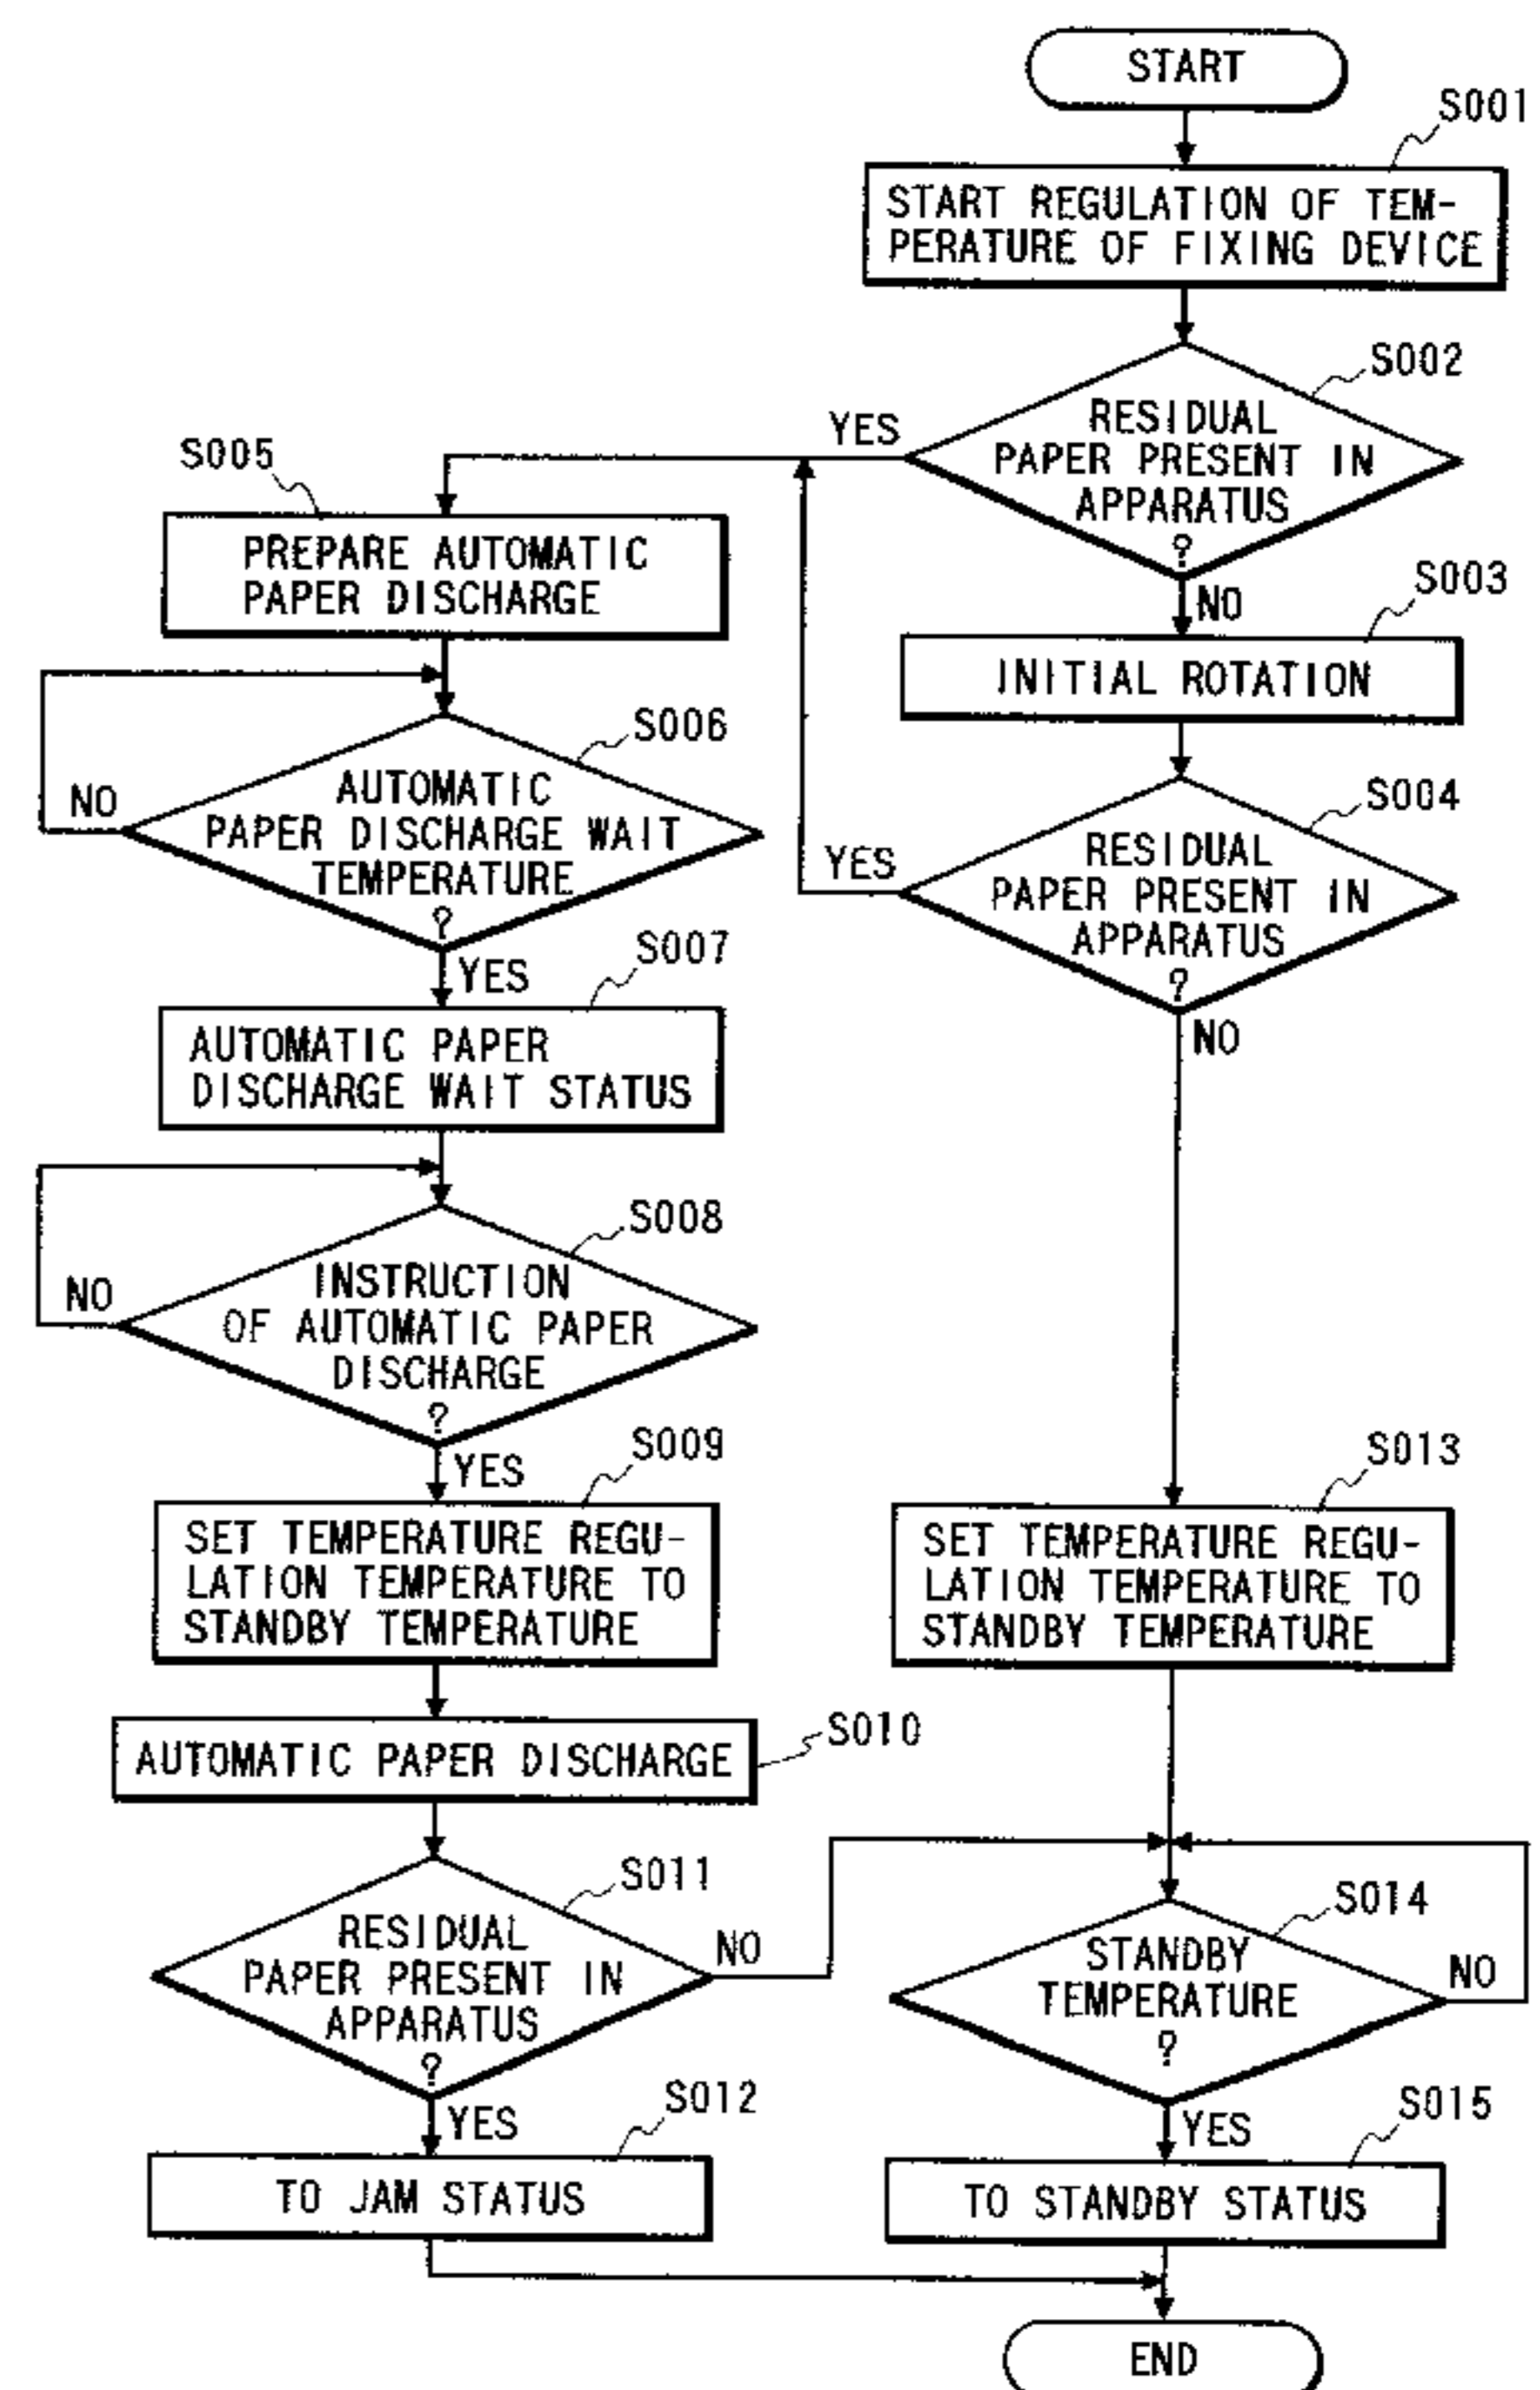 START
S001
START REGULATION OF TEM-
PERATURE OF FIXING DEVICE
S002
RESIDUAL
PAPER PRESENT IN
APPARATUS
?
YES
NO
S003
INITIAL ROTATION
S004
RESIDUAL
PAPER PRESENT IN
APPARATUS
?
YES
NO
S005
PREPARE AUTOMATIC
PAPER DISCHARGE
S006
AUTOMATIC
PAPER DISCHARGE WAIT
TEMPERATURE
?
NO
YES
S007
AUTOMATIC PAPER
DISCHARGE WAIT STATUS
S008
INSTRUCTION
OF AUTOMATIC PAPER
DISCHARGE
?
NO
YES
S009
SET TEMPERATURE REGU-
LATION TEMPERATURE TO
STANDBY TEMPERATURE
S010
AUTOMATIC PAPER DISCHARGE
S011
RESIDUAL
PAPER PRESENT IN
APPARATUS
?
NO
YES
S012
TO JAM STATUS
S013
SET TEMPERATURE REGU-
LATION TEMPERATURE TO
STANDBY TEMPERATURE
S014
STANDBY
TEMPERATURE
?
NO
YES
S015
TO STANDBY STATUS
END